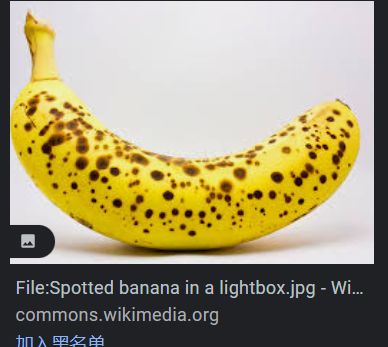 File:Spotted banana in a lightbox.jpg - Wi...
commons.wikimedia.org
加入黑名单